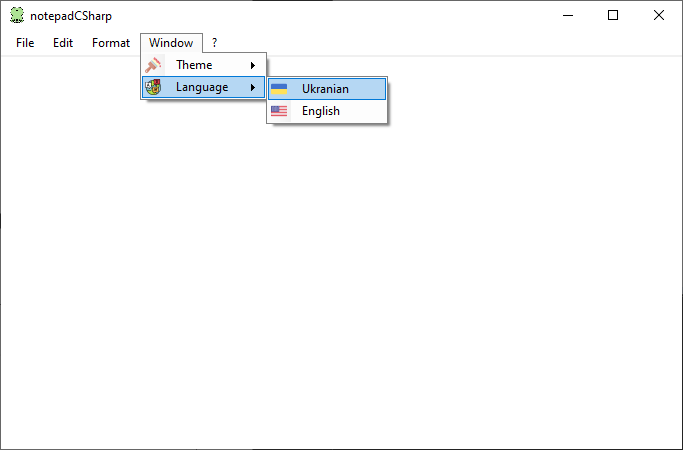 notepadCSharp
File Edit Format Window ?
Theme
Language
Ukranian
English